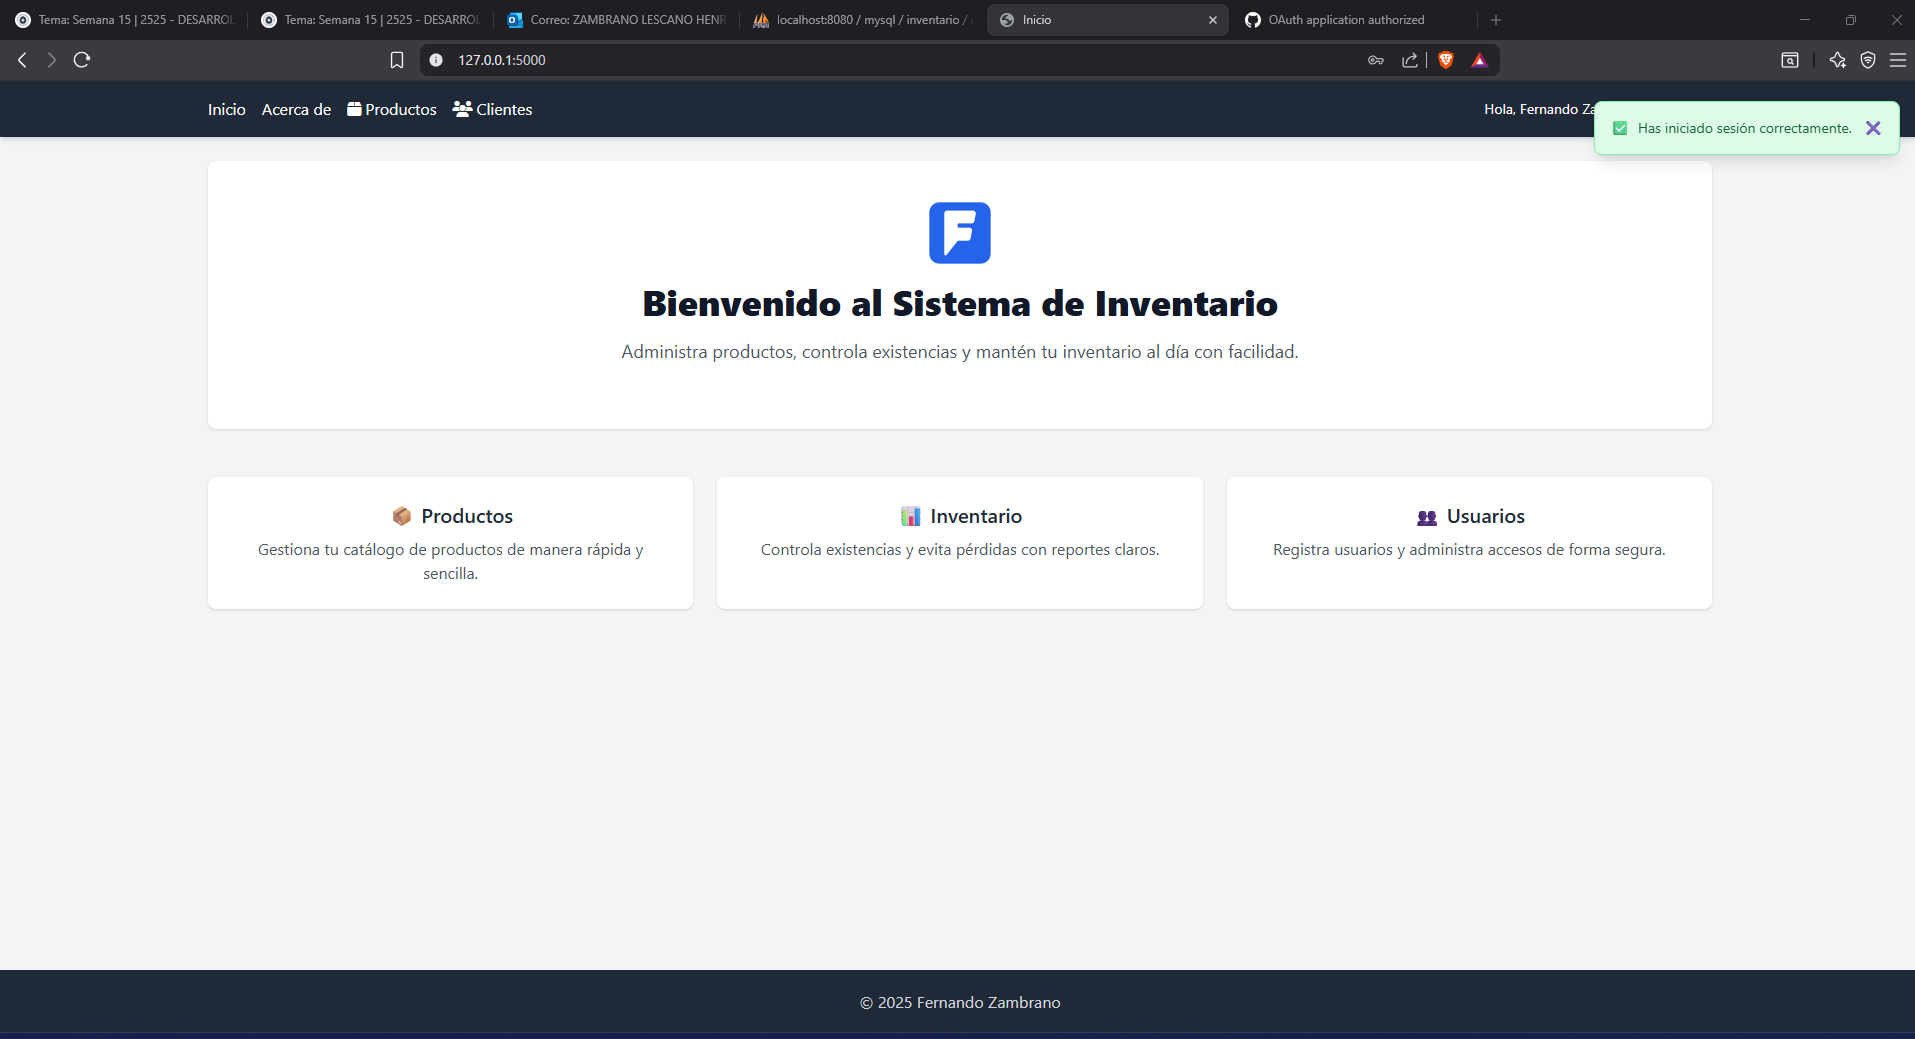 Tema: Semana 15 | 2525 - DESARROL
Tema: Semana 15 | 2525 - DESARROL
Correo: ZAMBRANO LESCANO HENR
localhost:8080 / mysql / inventario /
Inicio
OAuth application authorized
127.0.0.1:5000
Inicio
Acerca de
Productos
Clientes
Hola, Fernando Za
Has iniciado sesión correctamente.
F
Bienvenido al Sistema de Inventario
Administra productos, controla existencias y mantén tu inventario al día con facilidad.
Productos
Gestiona tu catálogo de productos de manera rápida y
sencilla.
Inventario
Controla existencias y evita pérdidas con reportes claros.
Usuarios
Registra usuarios y administra accesos de forma segura.
© 2025 Fernando Zambrano